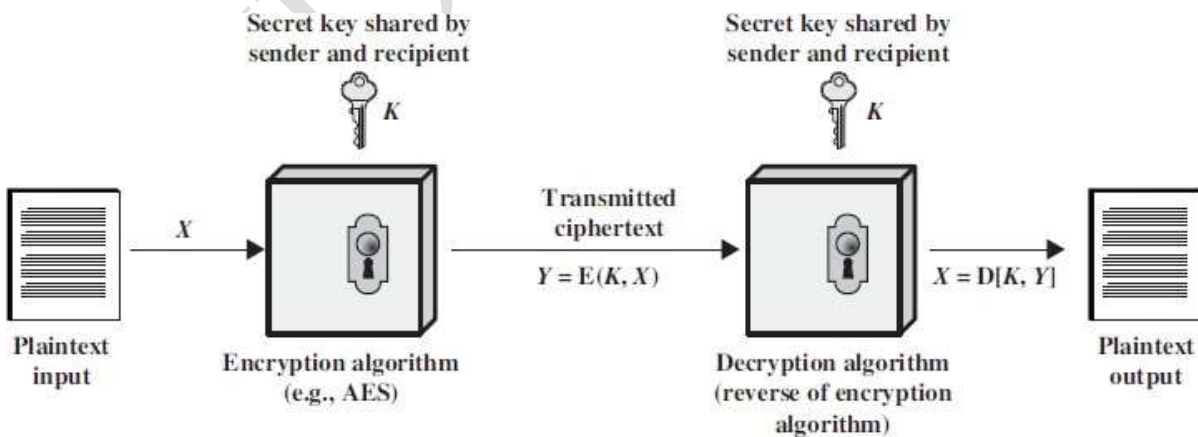 Secret key shared by
sender and recipient
K
Secret key shared by
sender and recipient
K
X
Transmitted
ciphertext
Y = E(K, X)
X = D[K, Y]
Plaintext
input
Encryption algorithm
(e.g., AES)
Decryption algorithm
(reverse of encryption
algorithm)
Plaintext
output